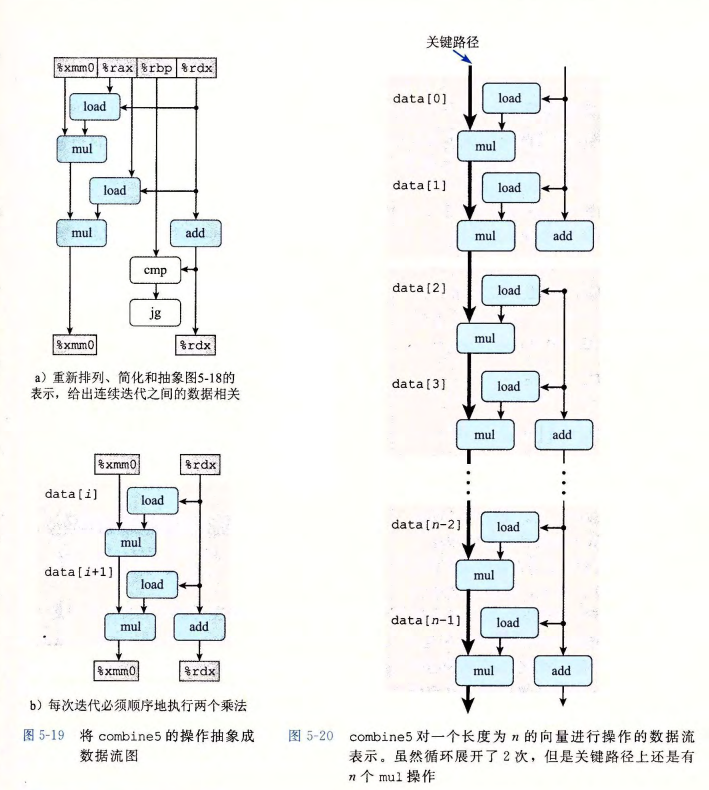 %xmm0 %rax %rbp %rdx
load
mul
load
mul
add
cmp
jg
%xmm0
%rdx
a）重新排列、简化和抽象图5-18的
表示，给出连续迭代之间的数据相关
%xmm0
%rdx
data[i]
load
mul
data[i+1]
load
mul
add
%xmm0
%rdx
b）每次迭代必须顺序地执行两个乘法
图 5-19 将 combine5 的操作抽象成
数据流图
关键路径
data[0]
load
mul
data[1]
load
mul
add
data[2]
load
mul
data[3]
load
mul
add
data[n-2]
load
mul
data[n-1]
load
mul
add
图 5-20 combine5 对一个长度为 n 的向量进行操作的数据流
表示。虽然循环展开了 2 次，但是关键路径上还是有
n 个 mul 操作